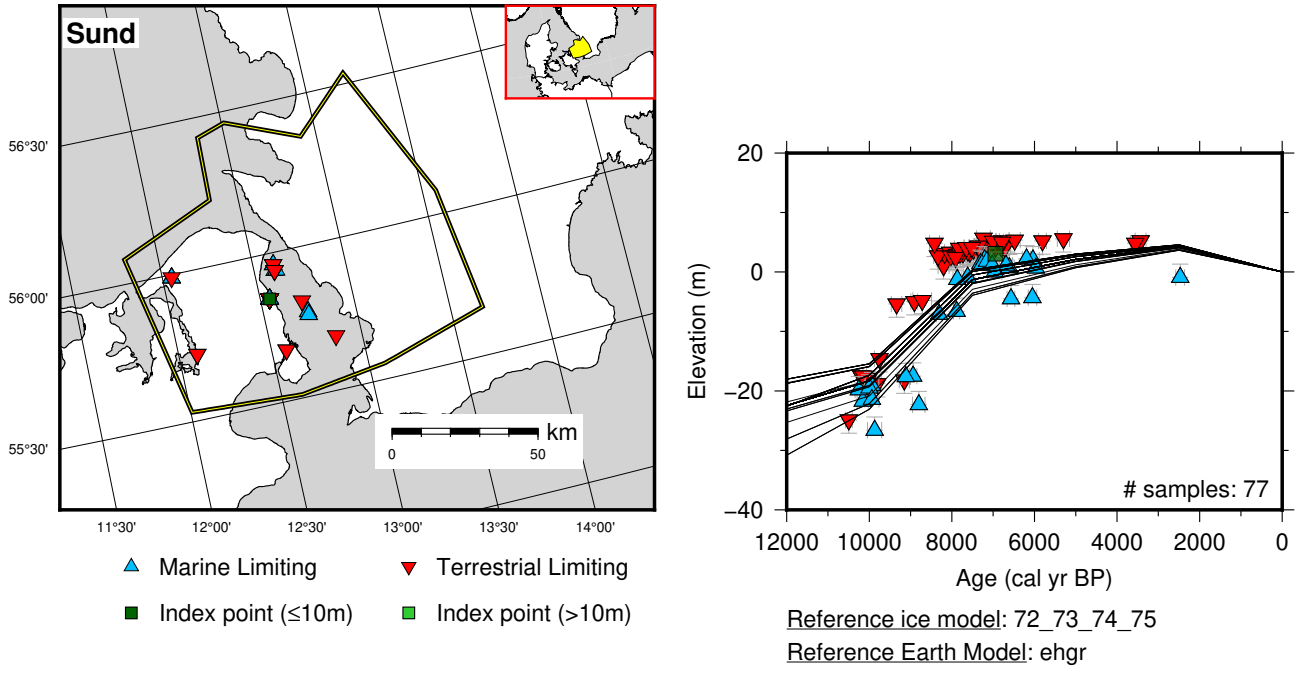 Sund
56°30'
56°00'
55°30'
11°30'
12°00'
12°30'
13°00'
13°30'
14°00'
km
0
50
Marine Limiting
Terrestrial Limiting
Index point (≤10m)
Index point (>10m)
20
0
−20
−40
Elevation (m)
# samples: 77
12000 10000 8000 6000 4000 2000 0
Age (cal yr BP)
Reference ice model: 72_73_74_75
Reference Earth Model: ehgr